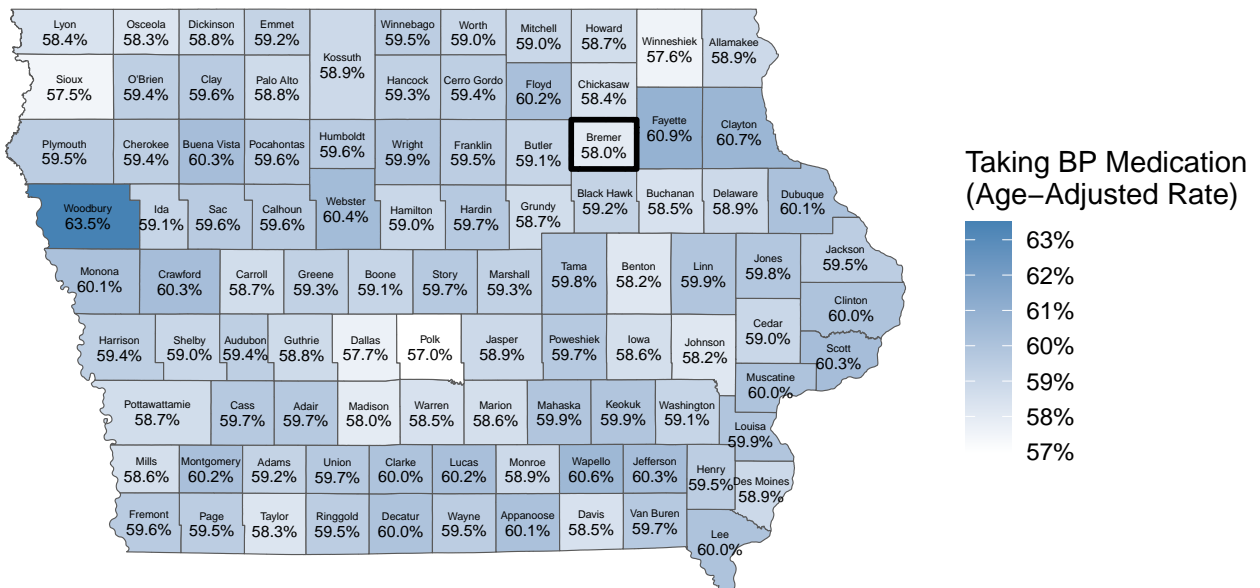 Lyon
58.4%
Osceola
58.3%
Dickinson
58.8%
Emmet
59.2%
Winnebago
59.5%
Worth
59.0%
Mitchell
59.0%
Howard
58.7%
Winneshiek
57.6%
Allamakee
58.9%
Kossuth
58.9%
Sioux
57.5%
O'Brien
59.4%
Clay
59.6%
Palo Alto
58.8%
Hancock
59.3%
Cerro Gordo
59.4%
Floyd
60.2%
Chickasaw
58.4%
Fayette
60.9%
Clayton
60.7%
Plymouth
59.5%
Cherokee
59.4%
Buena Vista
60.3%
Pocahontas
59.6%
Humboldt
59.6%
Wright
59.9%
Franklin
59.5%
Butler
59.1%
Bremer
58.0%
Woodbury
63.5%
Ida
59.1%
Sac
59.6%
Calhoun
59.6%
Webster
60.4%
Hamilton
59.0%
Hardin
59.7%
Grundy
58.7%
Black Hawk
59.2%
Buchanan
58.5%
Delaware
58.9%
Dubuque
60.1%
Monona
60.1%
Crawford
60.3%
Carroll
58.7%
Greene
59.3%
Boone
59.1%
Story
59.7%
Marshall
59.3%
Tama
59.8%
Benton
58.2%
Linn
59.9%
Jones
59.8%
Jackson
59.5%
Clinton
60.0%
Harrison
59.4%
Shelby
59.0%
Audubon
59.4%
Guthrie
58.8%
Dallas
57.7%
Polk
57.0%
Jasper
58.9%
Poweshiek
59.7%
Iowa
58.6%
Johnson
58.2%
Cedar
59.0%
Scott
60.3%
Muscatine
60.0%
Pottawattamie
58.7%
Cass
59.7%
Adair
59.7%
Madison
58.0%
Warren
58.5%
Marion
58.6%
Mahaska
59.9%
Keokuk
59.9%
Washington
59.1%
Louisa
59.9%
Mills
58.6%
Montgomery
60.2%
Adams
59.2%
Union
59.7%
Clarke
60.0%
Lucas
60.2%
Monroe
58.9%
Wapello
60.6%
Jefferson
60.3%
Henry
59.5%
Des Moines
58.9%
Fremont
59.6%
Page
59.5%
Taylor
58.3%
Ringgold
59.5%
Decatur
60.0%
Wayne
59.5%
Appanoose
60.1%
Davis
58.5%
Van Buren
59.7%
Lee
60.0%
Taking BP Medication
(Age−Adjusted Rate)
63%
62%
61%
60%
59%
58%
57%